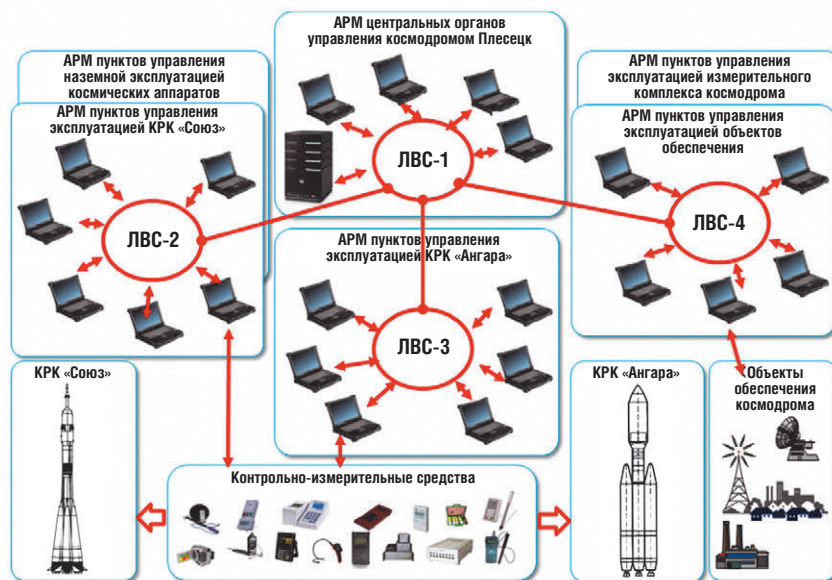 АРМ центральных органов
управления космодромом Плесецк
ЛВС-1
АРМ пунктов управления
наземной эксплуатацией
космических аппаратов
АРМ пунктов управления
эксплуатацией КРК «Союз»
ЛВС-2
АРМ пунктов управления
эксплуатацией измерительного
комплекса космодрома
АРМ пунктов управления
эксплуатацией объектов
обеспечения
ЛВС-4
АРМ пунктов управления
эксплуатацией КРК «Ангара»
ЛВС-3
КРК «Союз»
Контрольно-измерительные средства
КРК «Ангара»
Объекты
обеспечения
космодрома